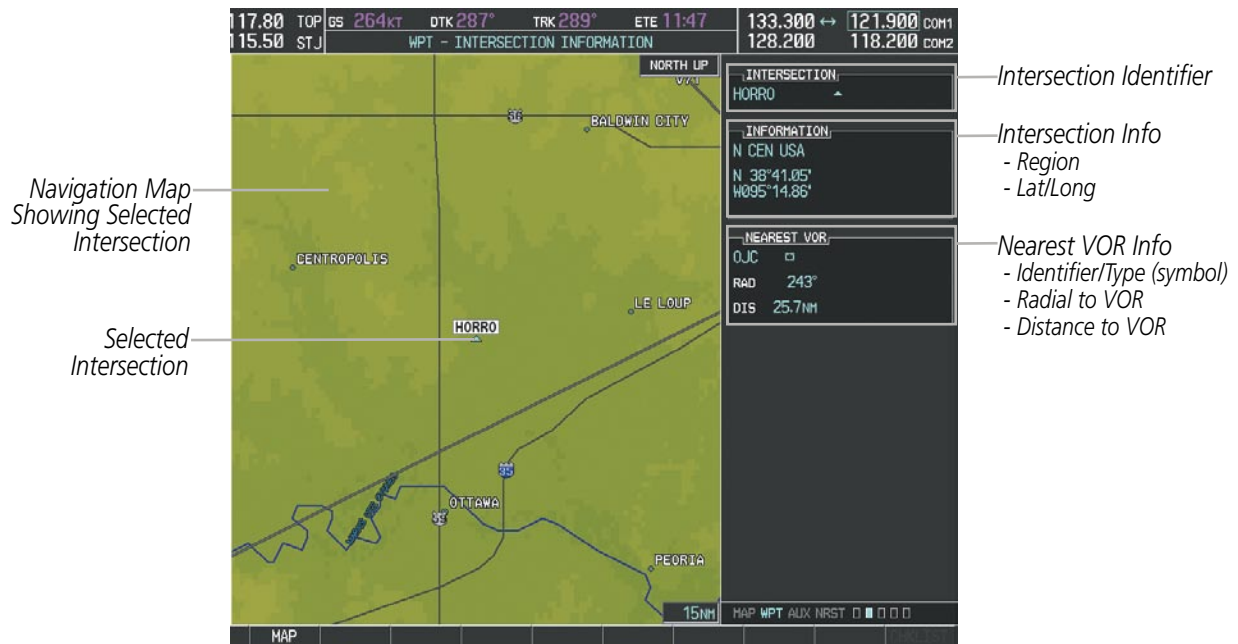 117.80 TOP GS 264KT DTK 287° TRK 289° ETE 11:47 133.300 ↔ 121.900 COM1
115.50 STJ WPT - INTERSECTION INFORMATION 128.200 118.200 COM2
NORTH UP
BALDWIN CITY
CENTROPOLIS
LE LOUP
HORRO
35
OTTAWA
PEORIA
15NM
INTERSECTION
HORRO
INFORMATION
N CEN USA
N 38°41.05'
W095°14.86'
NEAREST VOR
OJC
RAD 243°
DIS 25.7NM
MAP WPT AUX NRST
MAP
CHKLIST
Navigation Map
Showing Selected
Intersection
Selected
Intersection
Intersection Identifier
Intersection Info
- Region
- Lat/Long
Nearest VOR Info
- Identifier/Type (symbol)
- Radial to VOR
- Distance to VOR